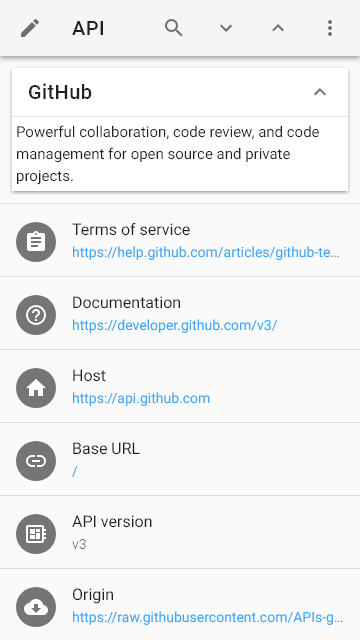 API
GitHub
Powerful collaboration, code review, and code
management for open source and private
projects.
Terms of service
https://help.github.com/articles/github-te...
Documentation
https://developer.github.com/v3/
Host
https://api.github.com
Base URL
/
API version
v3
Origin
https://raw.githubusercontent.com/APIs-g...